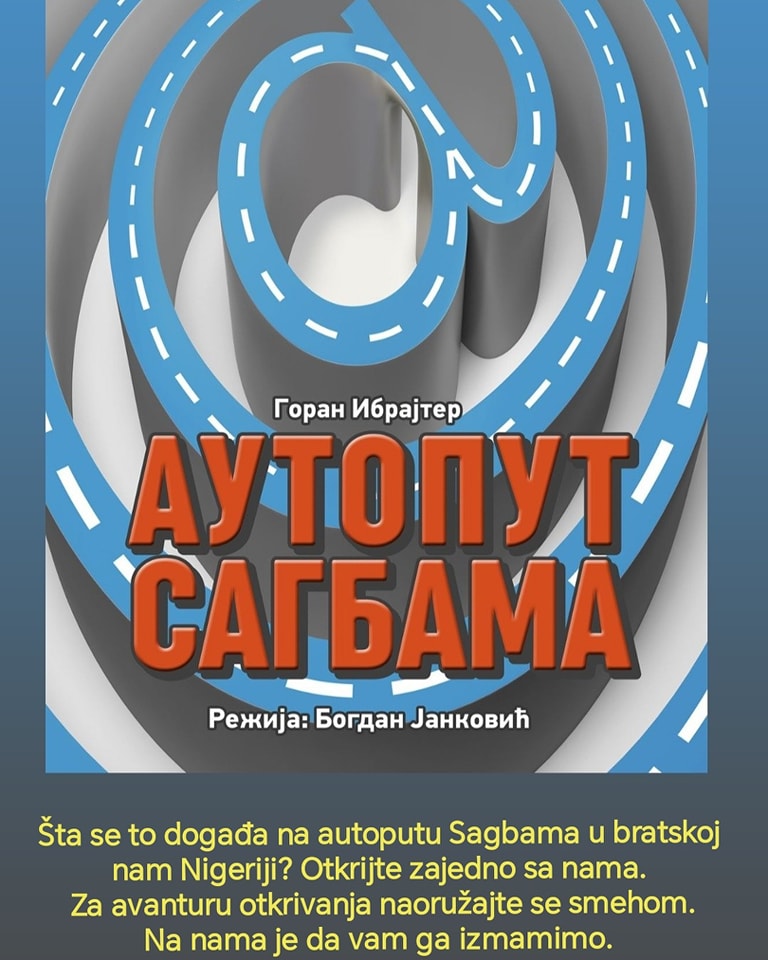 Горан Ибрајтер
АУТОПУТ
САГБАМА
Режија: Богдан Јанковић
Šta se to događa na autoputu Sagbama u bratskoj
nam Nigeriji? Otkrijte zajedno sa nama.
Za avanturu otkrivanja naoružajte se smehom.
Na nama je da vam ga izmamimo.